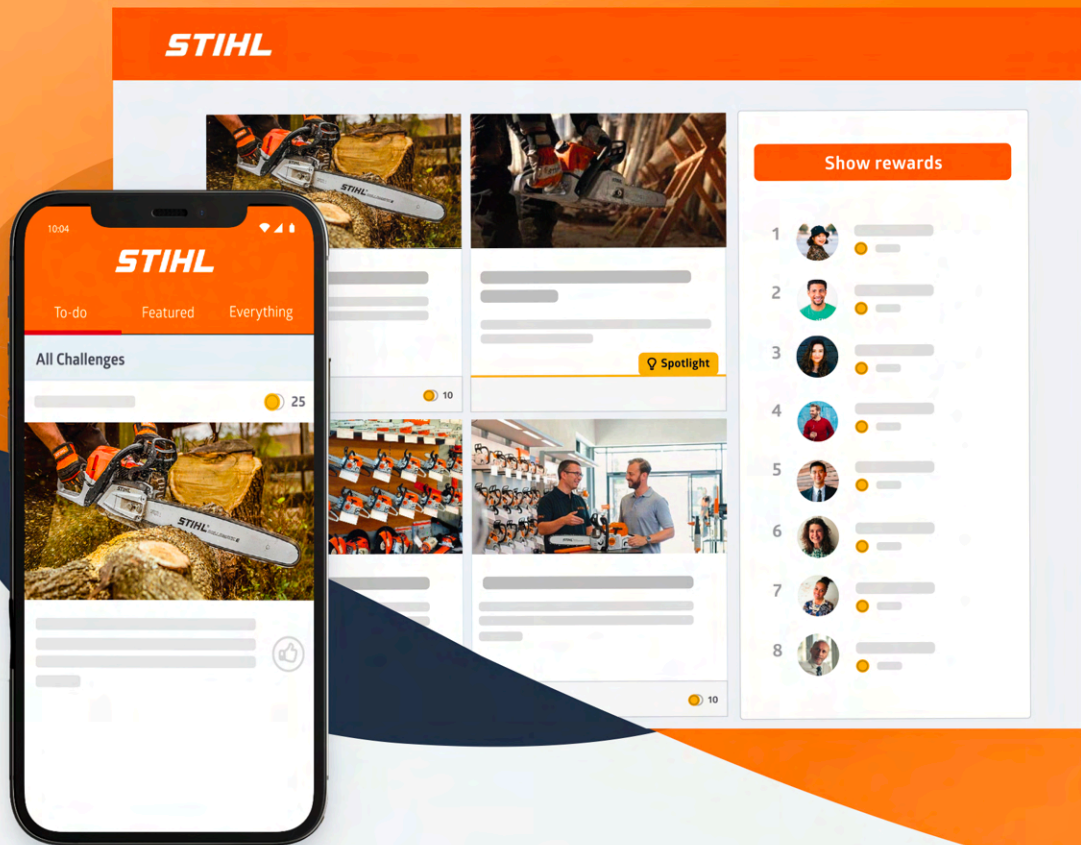 STIHL
Show rewards
1
2
3
4
5
6
7
8
Spotlight
10
10
10:04
STIHL
To-do
Featured
Everything
All Challenges
25
STIHL
STIHL